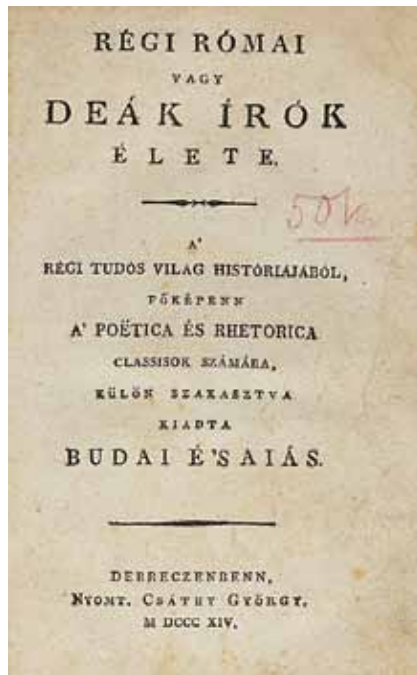 RÉGI RÓMAI
VAGY
DEÁK ÍRÓK
ÉLETE.
A'
RÉGI TUDÓS VILAG HISTÓRIÁJÁBÓL,
FŐKÉPENN
A' POËTICA ÉS RHETORICA
CLASSISOK SZÁMÁRA,
KÜLÖN SZAKASZTVA
KIADTA
BUDAI É'SAIÁS.
DEBRECZENBENN,
NYOMT. CSÁTHY GYÖRGY,
M DCCC XIV.